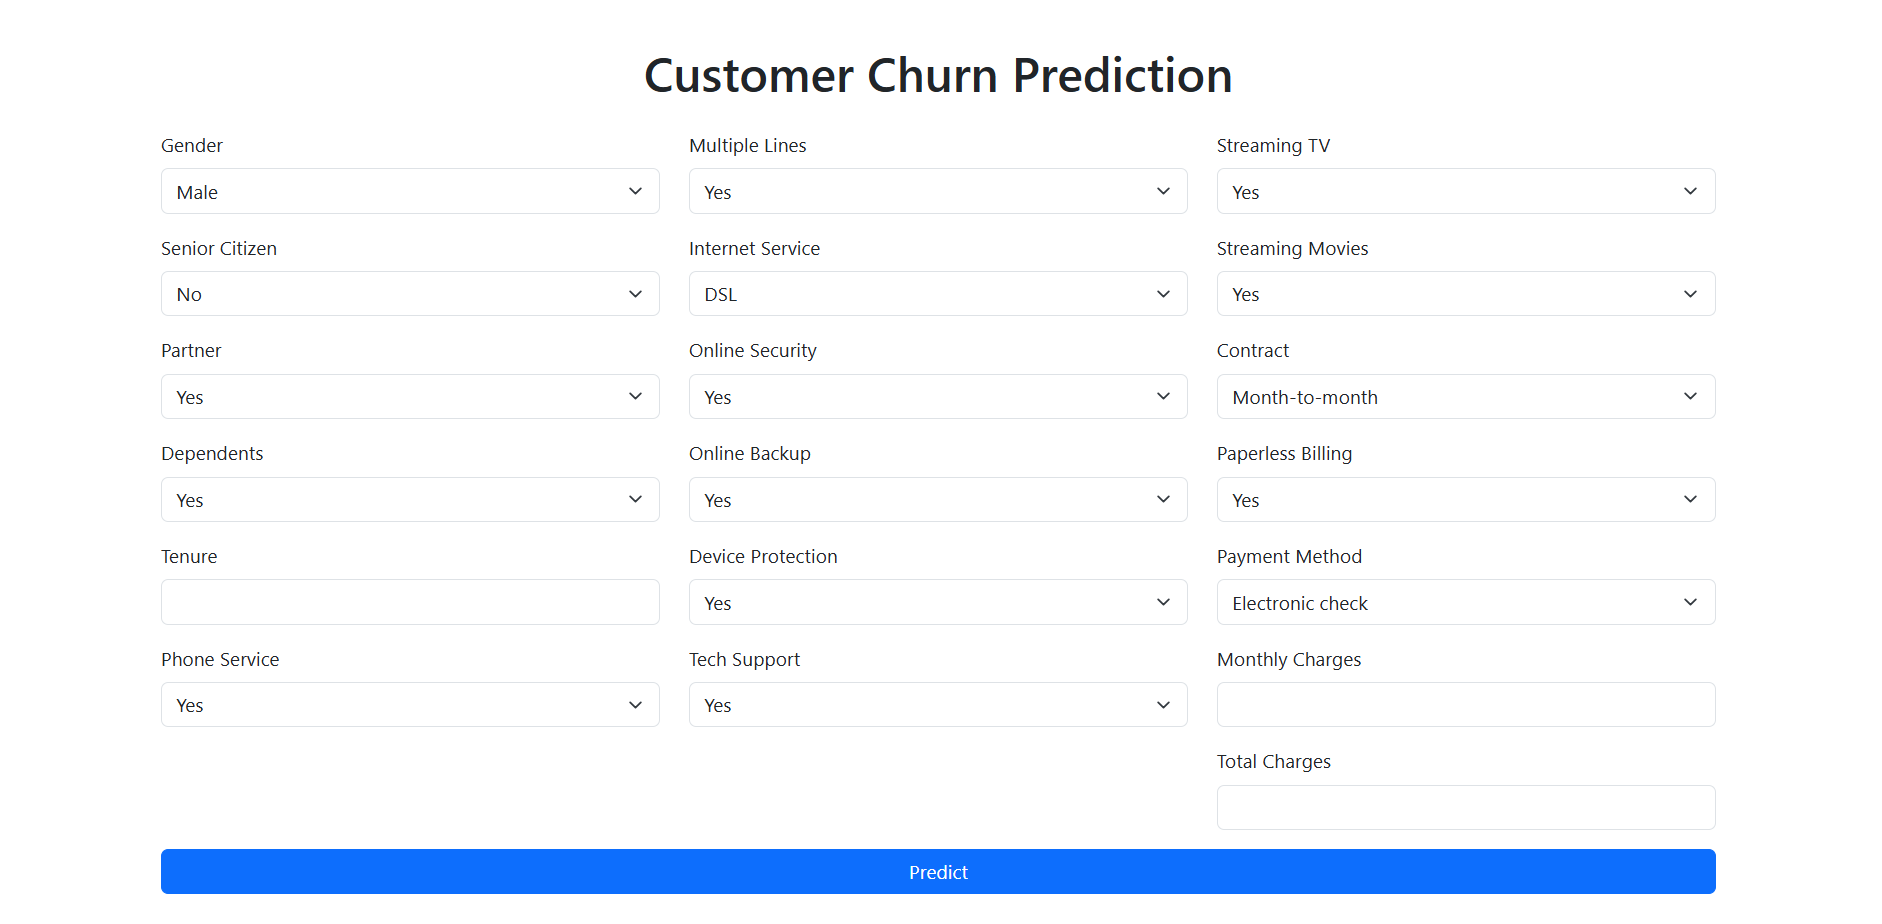 Customer Churn Prediction
Gender
Male
Senior Citizen
No
Partner
Yes
Dependents
Yes
Tenure
Phone Service
Yes
Multiple Lines
Yes
Internet Service
DSL
Online Security
Yes
Online Backup
Yes
Device Protection
Yes
Tech Support
Yes
Streaming TV
Yes
Streaming Movies
Yes
Contract
Month-to-month
Paperless Billing
Yes
Payment Method
Electronic check
Monthly Charges
Total Charges
Predict